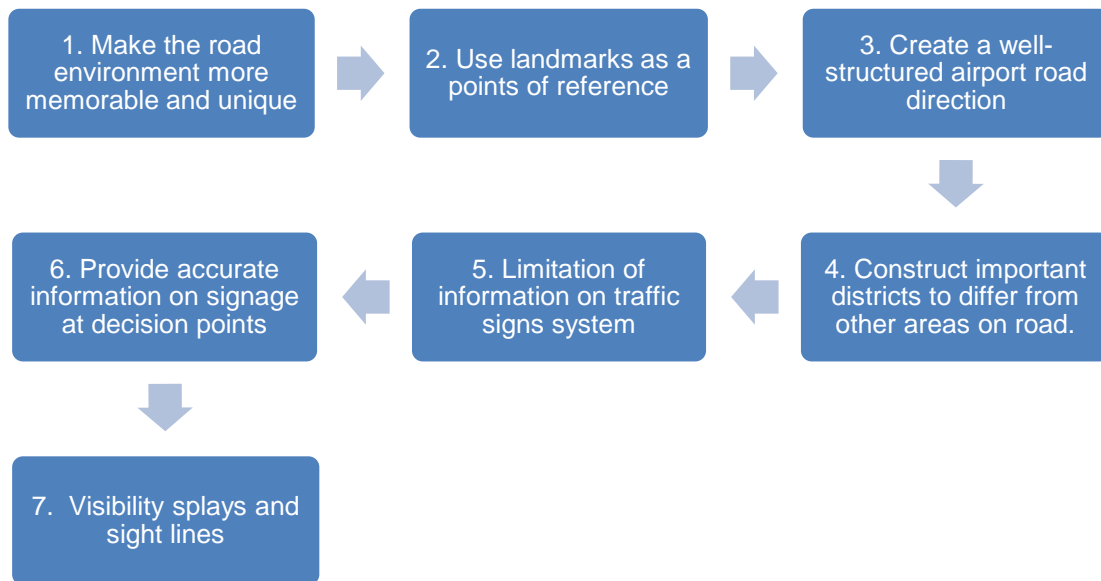 1. Make the road
environment more
memorable and unique
2. Use landmarks as a
points of reference
3. Create a well-
structured airport road
direction
4. Construct important
districts to differ from
other areas on road.
5. Limitation of
information on traffic
signs system
6. Provide accurate
information on signage
at decision points
7. Visibility splays and
sight lines